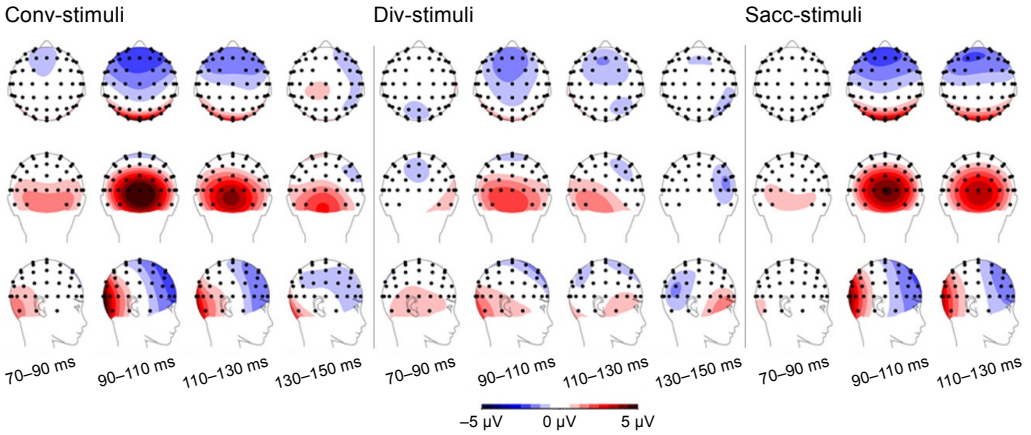 Conv-stimuli Div-stimuli Sacc-stimuli
70–90 ms 90–110 ms 110–130 ms 130–150 ms 70–90 ms 90–110 ms 110–130 ms 130–150 ms 70–90 ms 90–110 ms 110–130 ms
–5 µV 0 µV 5 µV